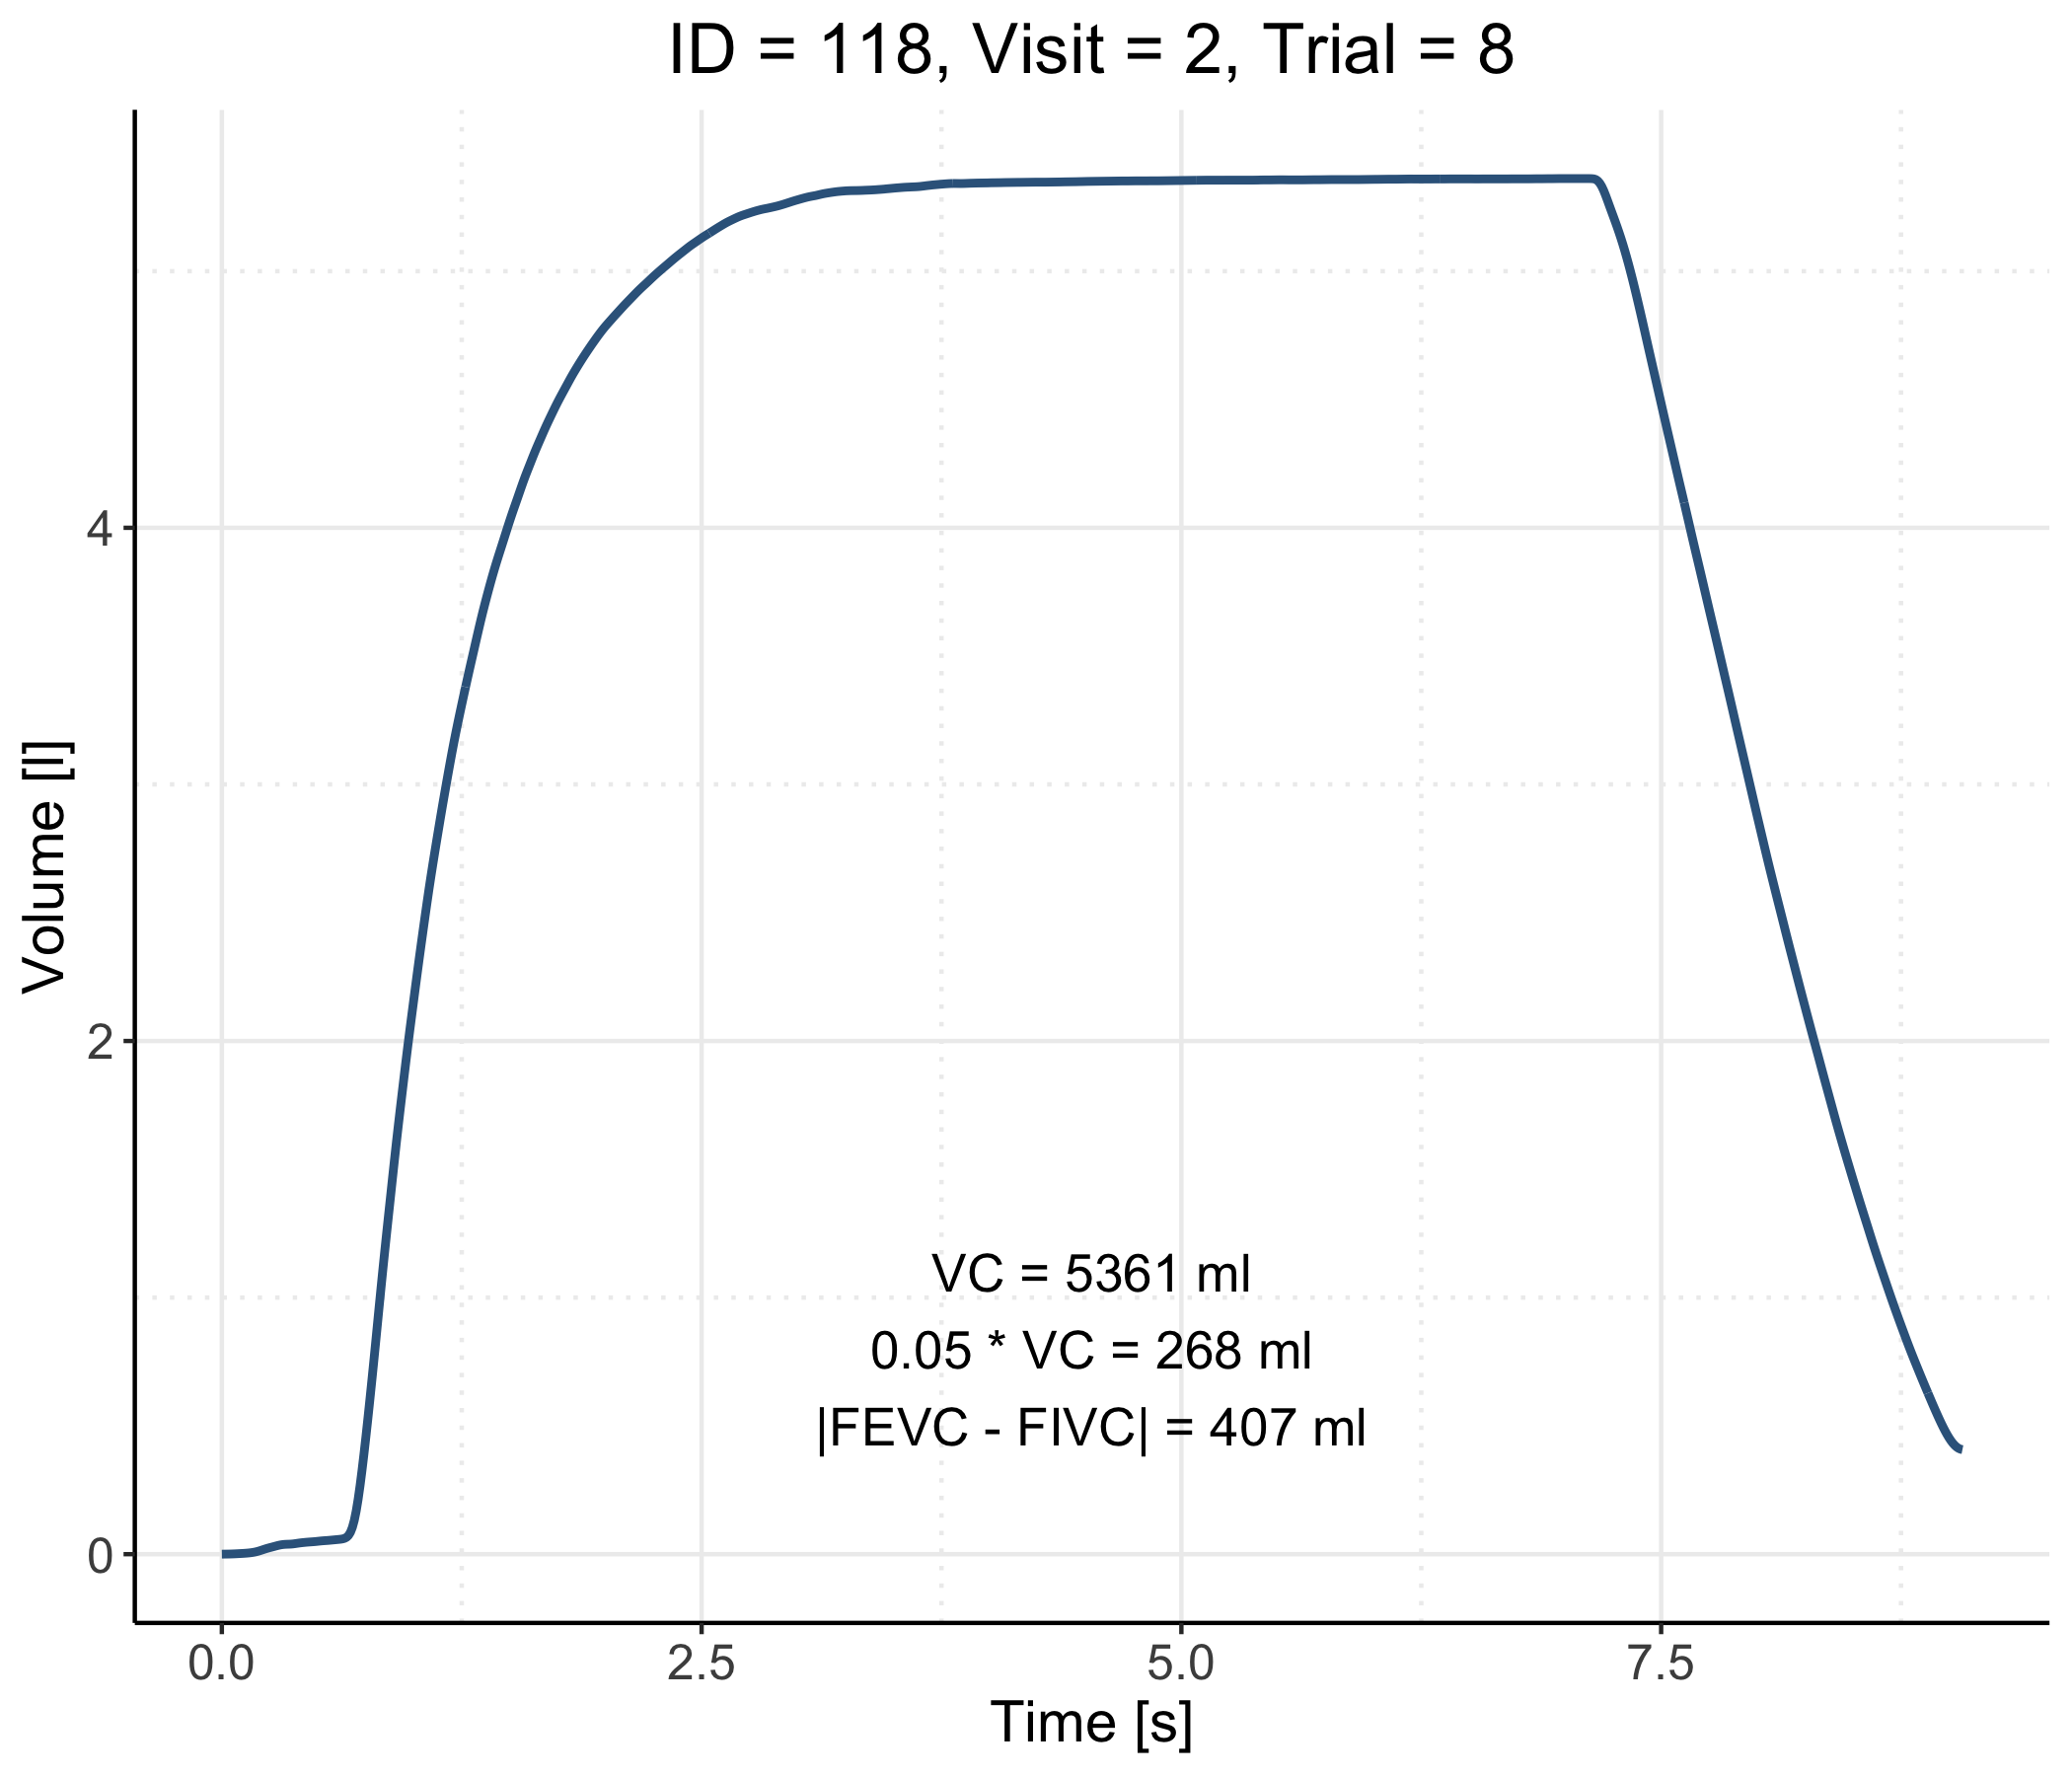 ID = 118, Visit = 2, Trial = 8
Volume [l]
4
2
0
VC = 5361 ml
0.05 * VC = 268 ml
|FEVC - FIVC| = 407 ml
0.0 2.5 5.0 7.5
Time [s]